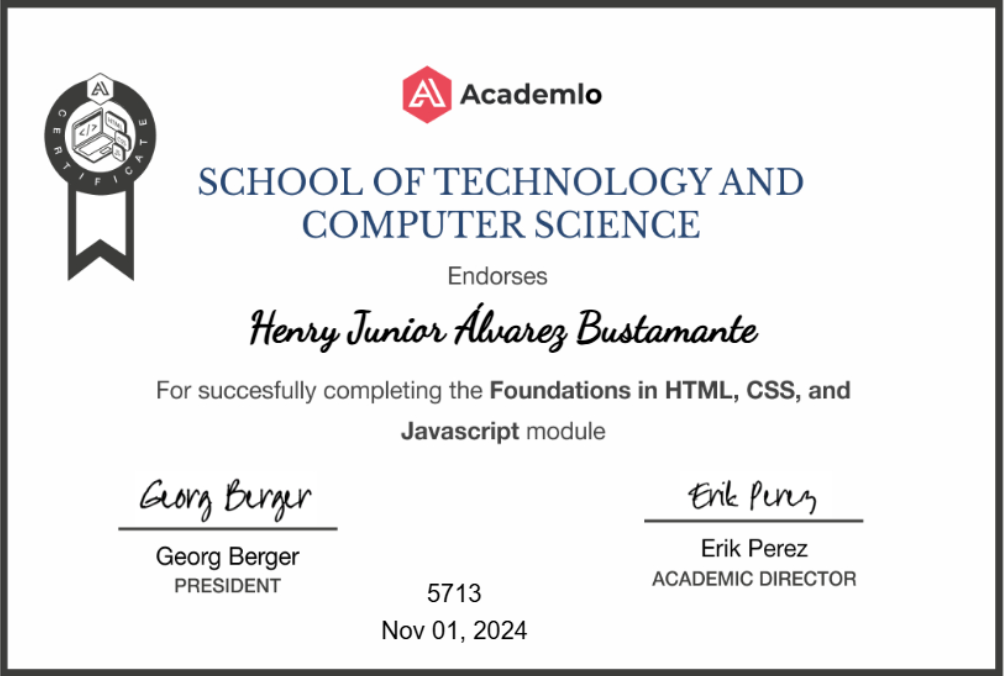 Academlo
CERTIFICATE
</>
HTML
SCHOOL OF TECHNOLOGY AND
COMPUTER SCIENCE
Endorses
Henry Junior Álvarez Bustamante
For succesfully completing the Foundations in HTML, CSS, and
Javascript module
Georg Berger
Erik Perez
Georg Berger
PRESIDENT
Erik Perez
ACADEMIC DIRECTOR
5713
Nov 01, 2024